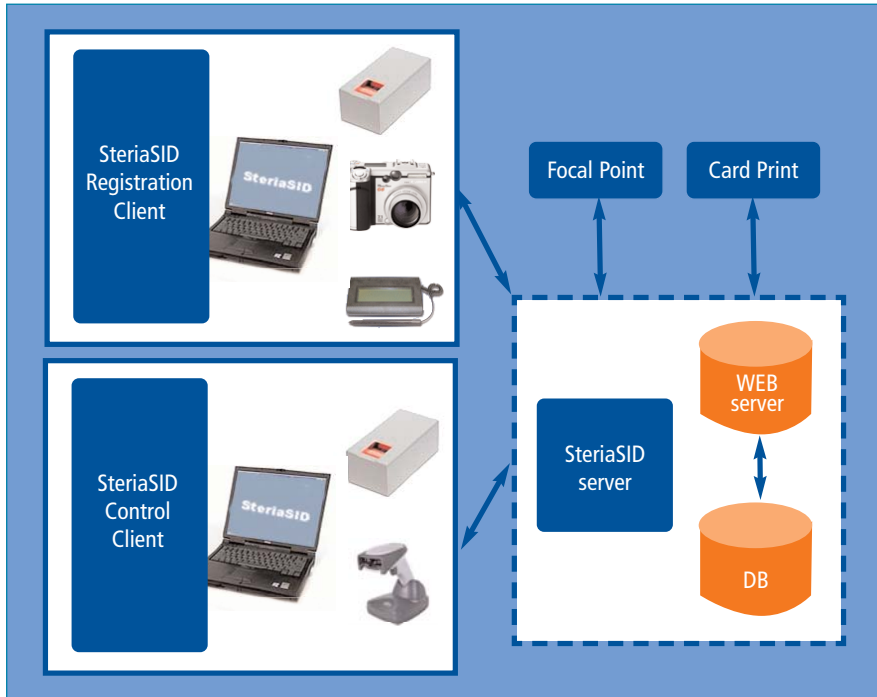 SteriaSID
Registration
Client
SteriaSID
Focal Point
Card Print
SteriaSID
Control
Client
SteriaSID
SteriaSID
server
WEB
server
DB